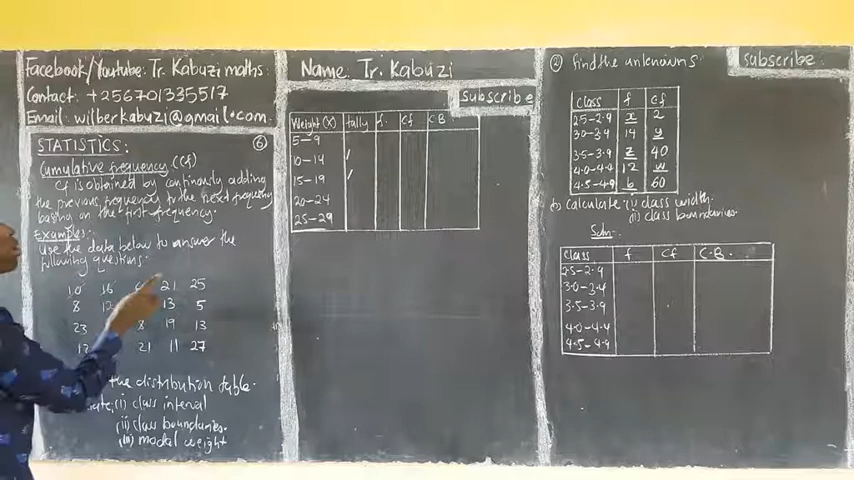 Facebook/Youtube: Tr. Kabuzi maths
Contact: +256701335517
Email: wilberkabuzi@gmail.com
STATISTICS: 6
Cumulative frequency (cf)
Cf is obtained by continously adding
the previous frequency to the next frequency
basing on the first frequency.
Examples:
Use the data below to answer the
following questions:
10 16 21 25
8 13 5
23 8 19 13
21 11 27
the distribution table.
(i) class interval
(ii) class boundaries.
(iii) modal weight
Name: Tr. Kabuzi
subscribe
Weight (x) tally f. cf C.B
5-9
10-14 /
15-19 /
20-24
25-29
subscribe
Find the unknowns
class f cf
2.5-2.9 x 2
3.0-3.4 14 y
3.5-3.9 z 40
4.0-4.4 12 w
4.5-4.9 b 60
b) Calculate: (i) class width
(ii) class boundaries.
Soln:
Class f cf C.B.
2.5-2.9
3.0-3.4
3.5-3.9
4.0-4.4
4.5-4.9